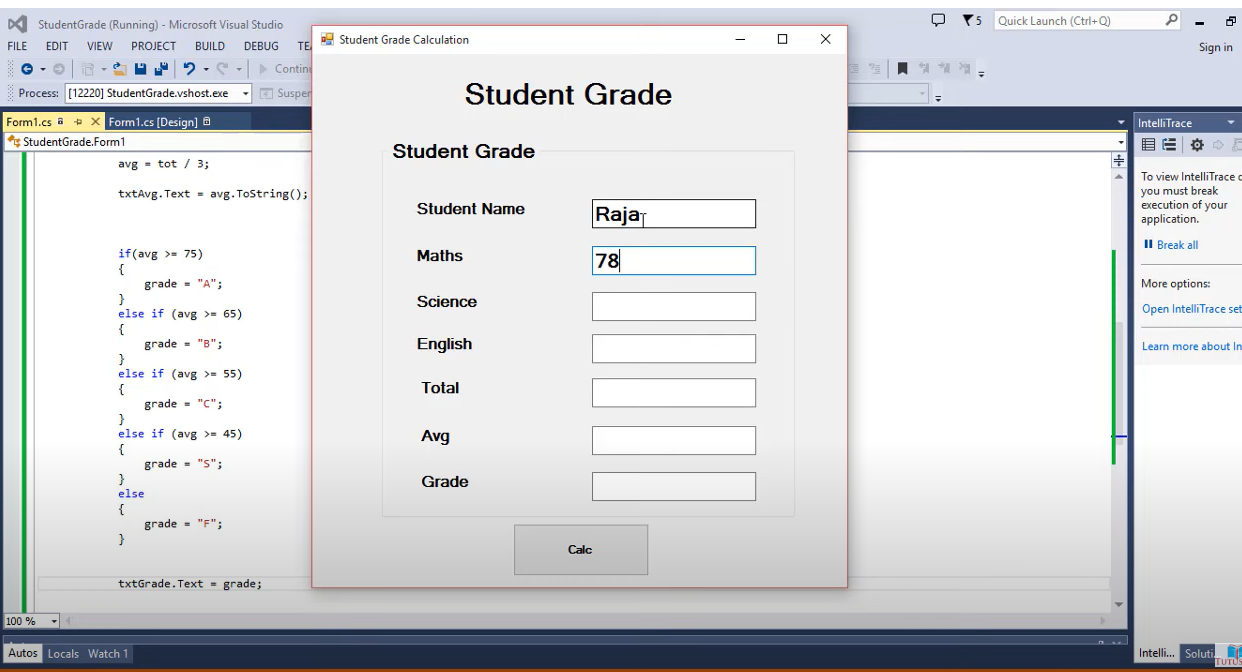 StudentGrade (Running) - Microsoft Visual Studio
5
Quick Launch (Ctrl+Q)
FILE EDIT VIEW PROJECT BUILD DEBUG
Sign in
Contin
Process: [12220] StudentGrade.vshost.exe
Suspen
Form1.cs
Form1.cs [Design]
StudentGrade.Form1
avg = tot / 3;
txtAvg.Text = avg.ToString();
if(avg >= 75)
{
grade = "A";
}
else if (avg >= 65)
{
grade = "B";
}
else if (avg >= 55)
{
grade = "C";
}
else if (avg >= 45)
{
grade = "S";
}
else
{
grade = "F";
}
txtGrade.Text = grade;
100 %
Autos Locals Watch 1
Student Grade Calculation
Student Grade
Student Grade
Student Name
Raja
Maths
78
Science
English
Total
Avg
Grade
Calc
IntelliTrace
To view IntelliTrace
you must break
execution of your
application.
Break all
More options:
Open IntelliTrace set
Learn more about In
Intelli... Soluti